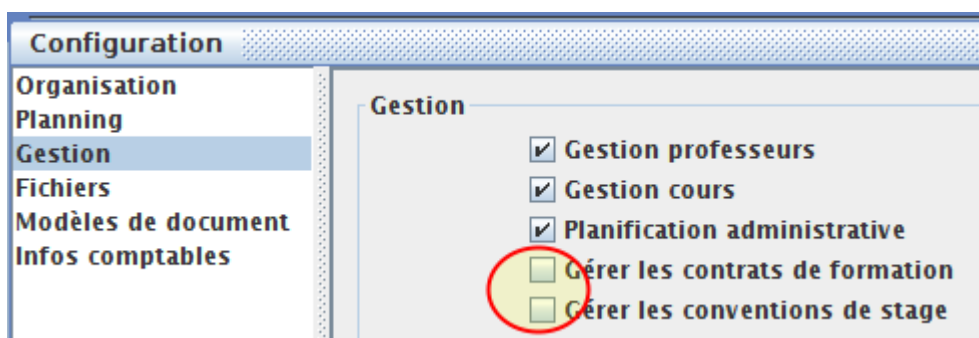 Configuration
Organisation
Planning
Gestion
Fichiers
Modèles de document
Infos comptables
Gestion
Gestion professeurs
Gestion cours
Planification administrative
Gérer les contrats de formation
Gérer les conventions de stage